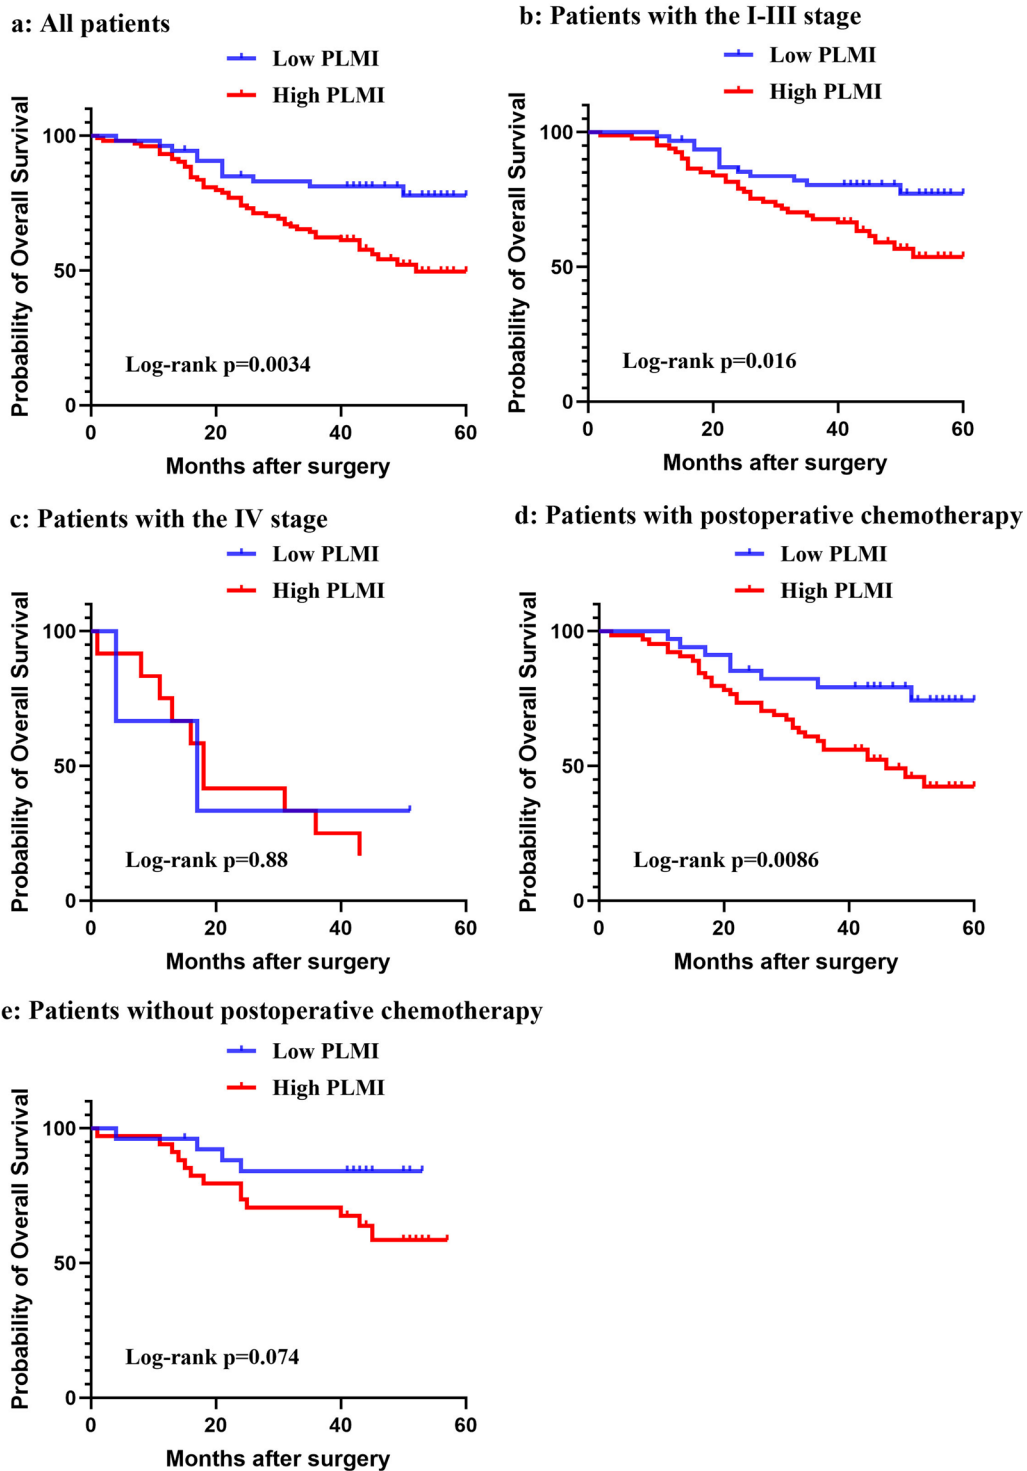 a: All patients
Low PLMI
High PLMI
Probability of Overall Survival
100
50
0
Log-rank p=0.0034
0 20 40 60
Months after surgery
b: Patients with the I-III stage
Low PLMI
High PLMI
Probability of Overall Survival
100
50
0
Log-rank p=0.016
0 20 40 60
Months after surgery
c: Patients with the IV stage
Low PLMI
High PLMI
Probability of Overall Survival
100
50
0
Log-rank p=0.88
0 20 40 60
Months after surgery
d: Patients with postoperative chemotherapy
Low PLMI
High PLMI
Probability of Overall Survival
100
50
0
Log-rank p=0.0086
0 20 40 60
Months after surgery
e: Patients without postoperative chemotherapy
Low PLMI
High PLMI
Probability of Overall Survival
100
50
0
Log-rank p=0.074
0 20 40 60
Months after surgery